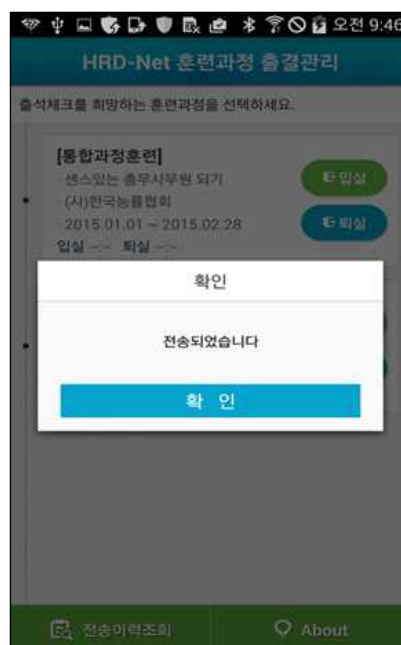 오전 9:46
HRD-Net 훈련과정 출결관리
출석체크를 희망하는 훈련과정을 선택하세요.
[통합과정훈련]
- 센스있는 총무사무원 되기
입실
- (사)한국능률협회
- 2015.01.01 ~ 2015.02.28
퇴실
입실 --:-- 퇴실 --:--
확인
전송되었습니다
확 인
전송이력조회
About